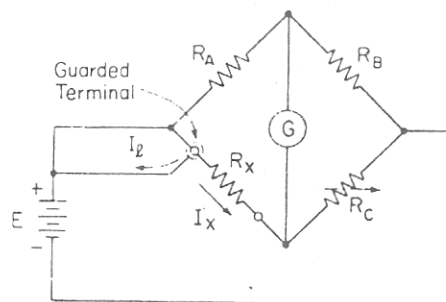 R_A
R_B
Guarded
Terminal
G
I_ℓ
R_X
+
E
I_X
R_C
-